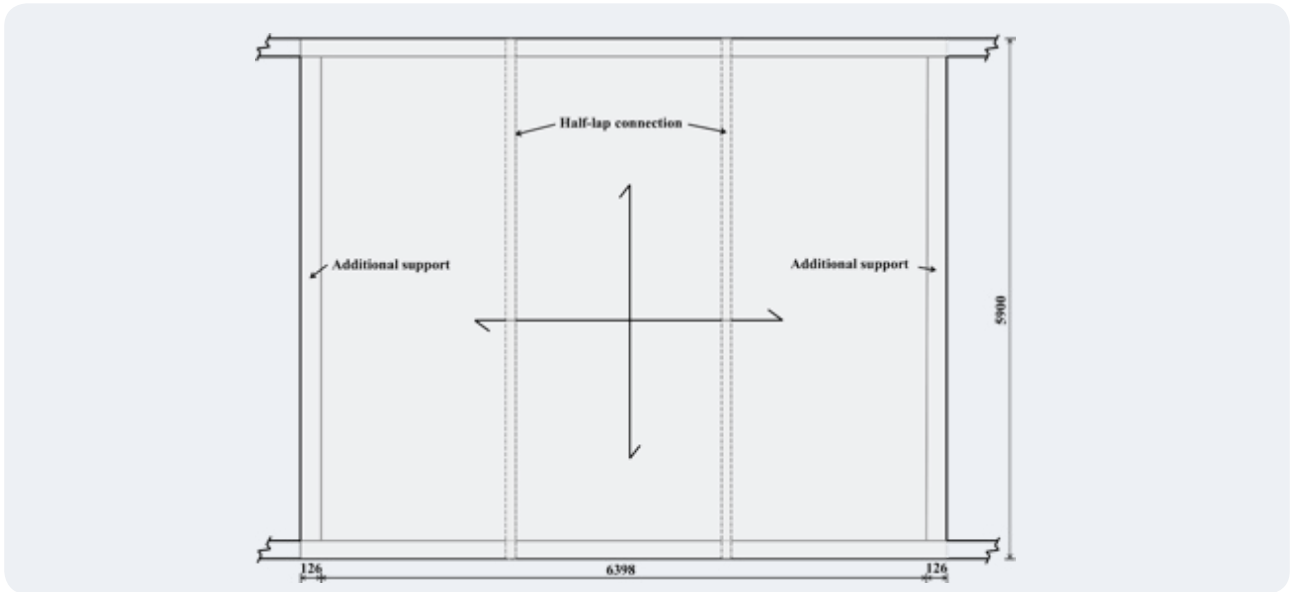 Half-lap connection
Additional support
Additional support
5900
126
6398
126